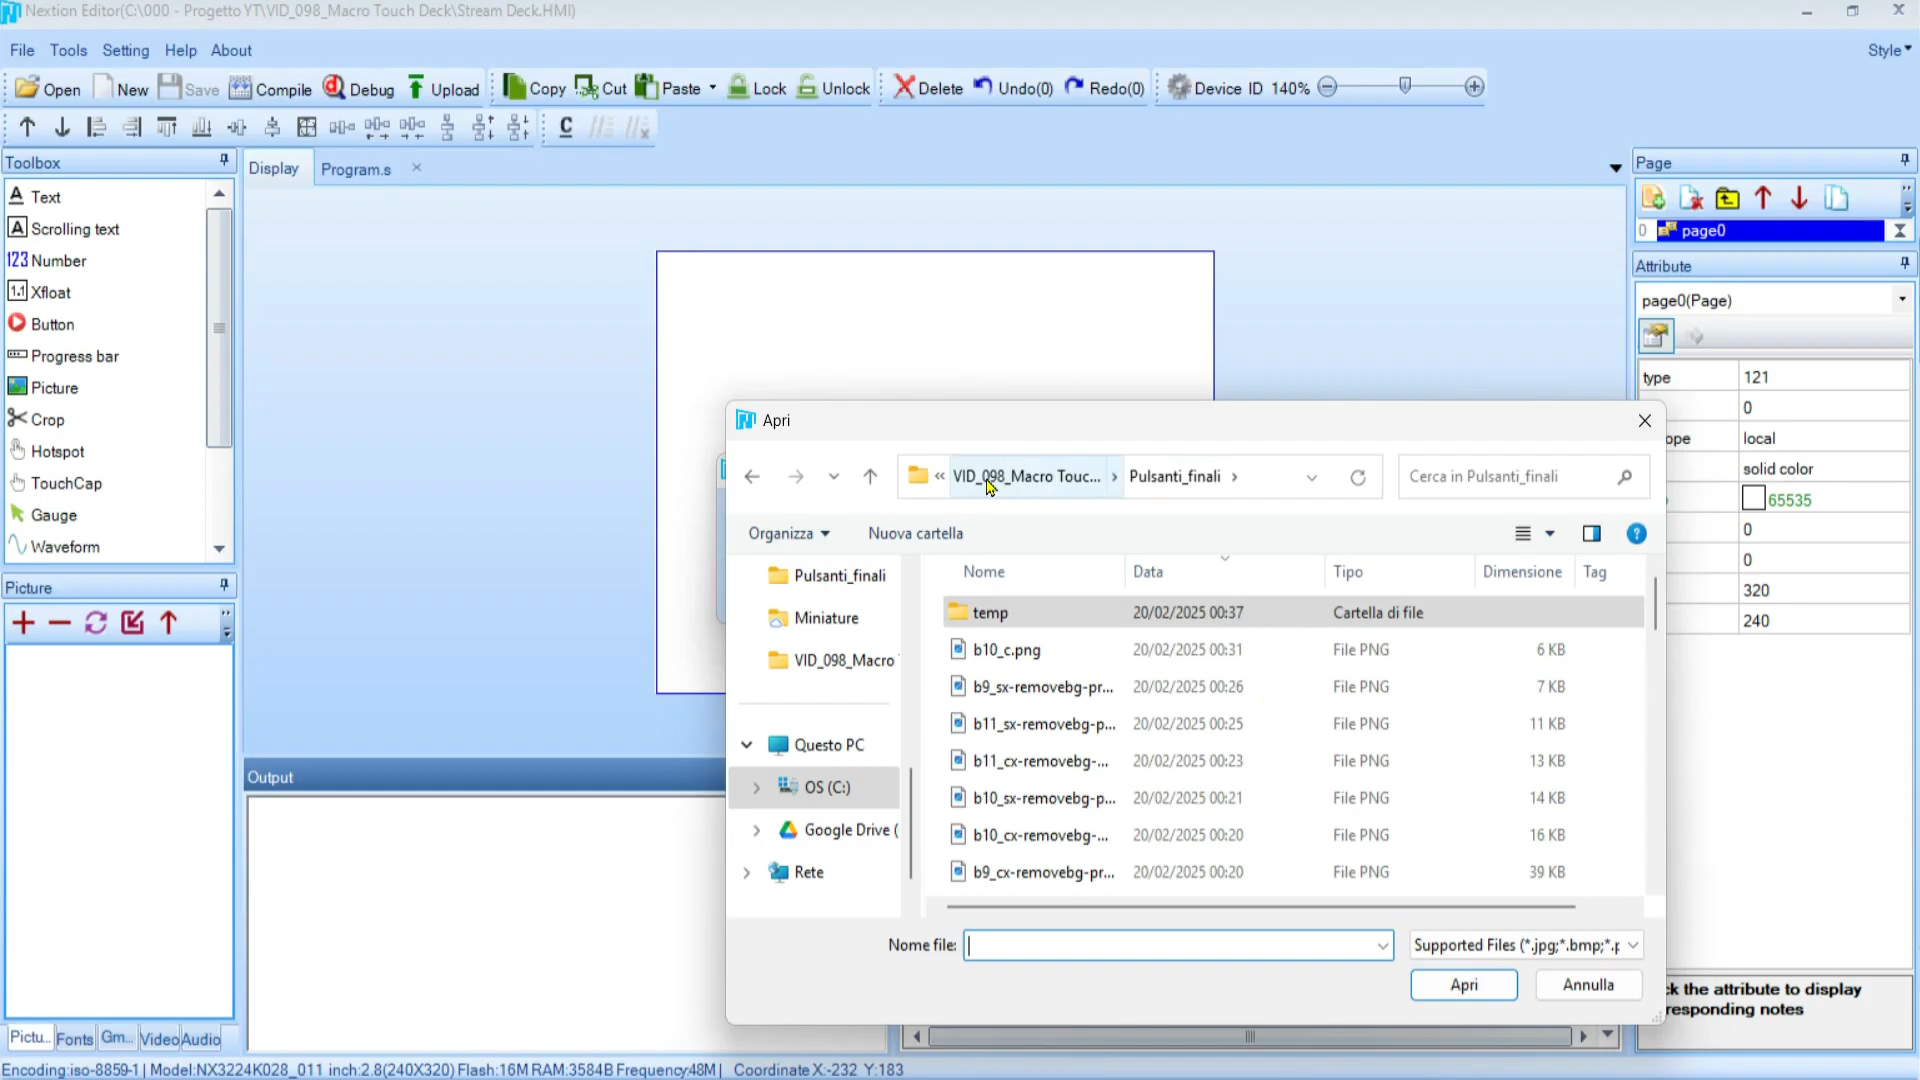 Nextion Editor(C:\000 - Progetto YT\VID_098_Macro Touch Deck\Stream Deck.HMI)
File Tools Setting Help About
Style
Open New Save Compile Debug Upload Copy Cut Paste Lock Unlock Delete Undo(0) Redo(0) Device ID 140%
Toolbox
Display Program.s
Page
Text
Scrolling text
123 Number
1.1 Xfloat
Button
Progress bar
Picture
Crop
Hotspot
TouchCap
Gauge
Waveform
0 page0
Attribute
page0(Page)
type 121
0
ope local
solid color
65535
0
0
320
240
Picture
Output
Apri
« VID_098_Macro Touc... › Pulsanti_finali ›
Cerca in Pulsanti_finali
Organizza Nuova cartella
Pulsanti_finali
Miniature
VID_098_Macro
Questo PC
OS (C:)
Google Drive (
Rete
Nome Data Tipo Dimensione Tag
temp 20/02/2025 00:37 Cartella di file
b10_c.png 20/02/2025 00:31 File PNG 6 KB
b9_sx-removebg-pr... 20/02/2025 00:26 File PNG 7 KB
b11_sx-removebg-p... 20/02/2025 00:25 File PNG 11 KB
b11_cx-removebg-... 20/02/2025 00:23 File PNG 13 KB
b10_sx-removebg-p... 20/02/2025 00:21 File PNG 14 KB
b10_cx-removebg-... 20/02/2025 00:20 File PNG 16 KB
b9_cx-removebg-pr... 20/02/2025 00:20 File PNG 39 KB
Nome file:
Supported Files (*.jpg;*.bmp;*.p
Apri Annulla
ck the attribute to display
responding notes
Pictu... Fonts Gm... Video Audio
Encoding:iso-8859-1 | Model:NX3224K028_011 inch:2.8(240X320) Flash:16M RAM:3584B Frequency:48M | Coordinate X:-232 Y:183